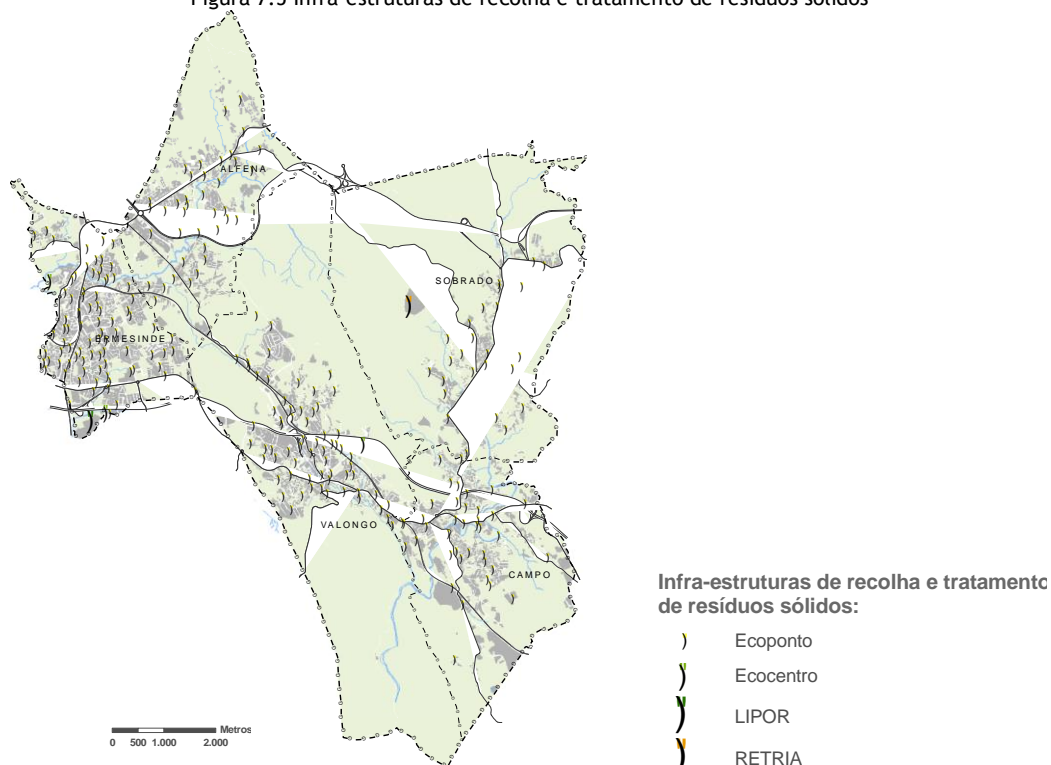 Figura 7.5 Infra-estruturas de recolha e tratamento de resíduos sólidos
ALFENA
SOBRADO
ERMESINDE
VALONGO
CAMPO
Infra-estruturas de recolha e tratamento
de resíduos sólidos:
Ecoponto
Ecocentro
LIPOR
RETRIA
Metros
0 500 1.000 2.000